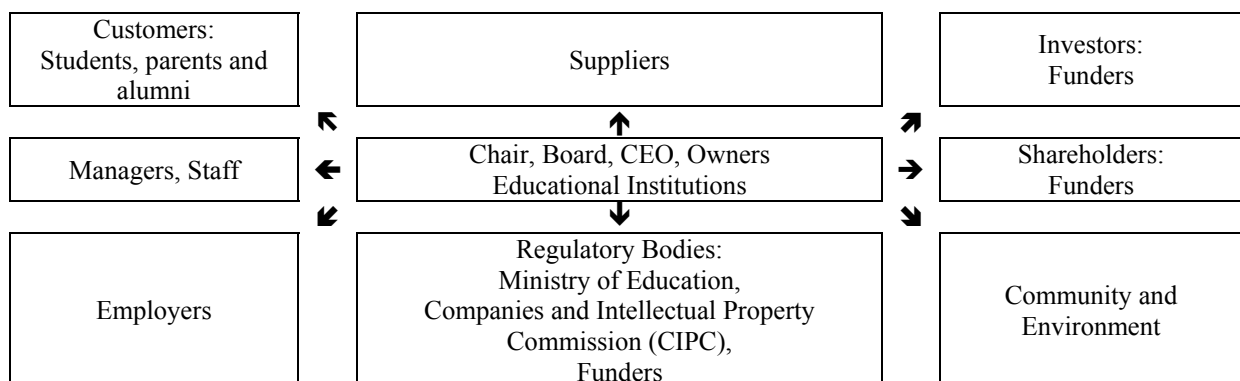 Customers:
Students, parents and
alumni
Suppliers
Investors:
Funders
Managers, Staff
Chair, Board, CEO, Owners
Educational Institutions
Shareholders:
Funders
Employers
Regulatory Bodies:
Ministry of Education,
Companies and Intellectual Property
Commission (CIPC),
Funders
Community and
Environment